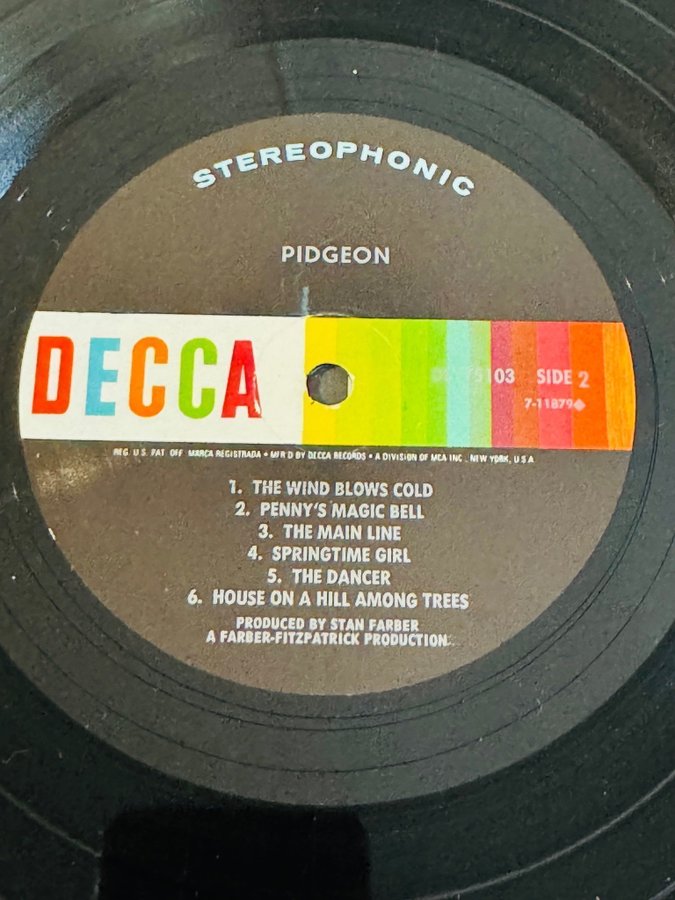 STEREOPHONIC
PIDGEON
DECCA
103 SIDE 2
7-11879♦
REG. U.S. PAT. OFF. MARCA REGISTRADA • MFR'D BY DECCA RECORDS • A DIVISION OF MCA INC., NEW YORK, U.S.A.
1. THE WIND BLOWS COLD
2. PENNY'S MAGIC BELL
3. THE MAIN LINE
4. SPRINGTIME GIRL
5. THE DANCER
6. HOUSE ON A HILL AMONG TREES
PRODUCED BY STAN FARBER
A FARBER-FITZPATRICK PRODUCTION